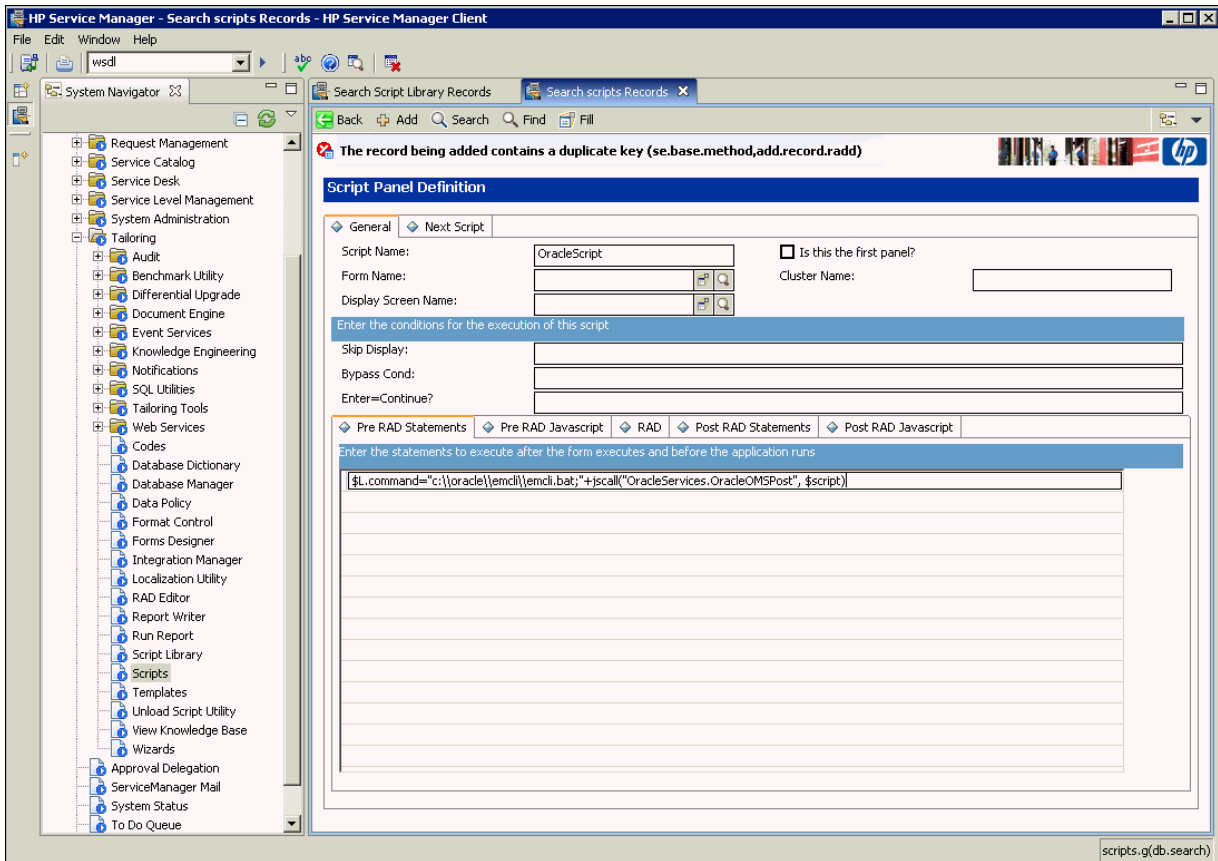 HP Service Manager - Search scripts Records - HP Service Manager Client
File Edit Window Help
wsdl
abc
System Navigator
Request Management
Service Catalog
Service Desk
Service Level Management
System Administration
Tailoring
Audit
Benchmark Utility
Differential Upgrade
Document Engine
Event Services
Knowledge Engineering
Notifications
SQL Utilities
Tailoring Tools
Web Services
Codes
Database Dictionary
Database Manager
Data Policy
Format Control
Forms Designer
Integration Manager
Localization Utility
RAD Editor
Report Writer
Run Report
Script Library
Scripts
Templates
Unload Script Utility
View Knowledge Base
Wizards
Approval Delegation
ServiceManager Mail
System Status
To Do Queue
Search Script Library Records Search scripts Records
Back Add Search Find Fill
The record being added contains a duplicate key (se.base.method,add.record.radd)
hp
Script Panel Definition
General Next Script
Script Name: OracleScript Is this the first panel?
Form Name: Cluster Name:
Display Screen Name:
Enter the conditions for the execution of this script
Skip Display:
Bypass Cond:
Enter=Continue?
Pre RAD Statements Pre RAD Javascript RAD Post RAD Statements Post RAD Javascript
Enter the statements to execute after the form executes and before the application runs
$L.command="c:\\oracle\\emcli\\emcli.bat;"+jscall("OracleServices.OracleOMSPost", $script)
scripts.g(db.search)